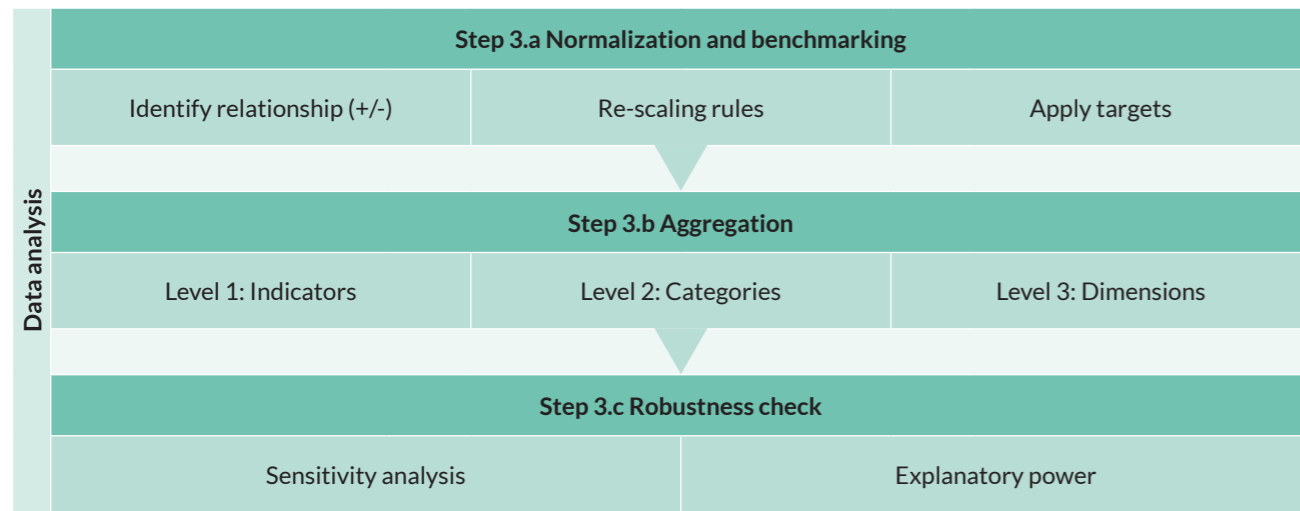 Data analysis
Step 3.a Normalization and benchmarking
Identify relationship (+/-)
Re-scaling rules
Apply targets
Step 3.b Aggregation
Level 1: Indicators
Level 2: Categories
Level 3: Dimensions
Step 3.c Robustness check
Sensitivity analysis
Explanatory power